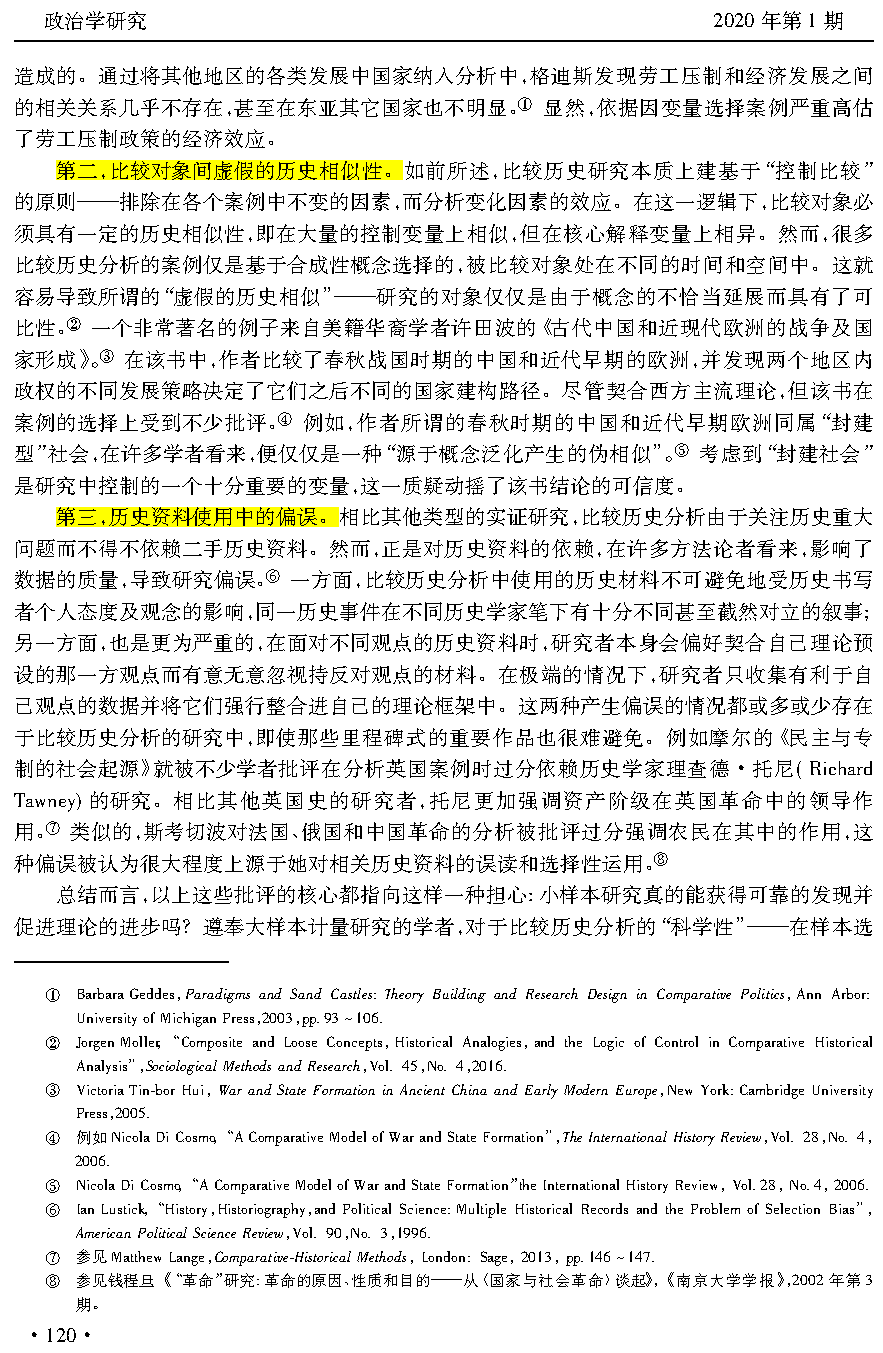 政治学研究 2020 年第 1 期
造成的。通过将其他地区的各类发展中国家纳入分析中,格迪斯发现劳工压制和经济发展之间
的相关关系几乎不存在,甚至在东亚其它国家也不明显。① 显然,依据因变量选择案例严重高估
了劳工压制政策的经济效应。
第二,比较对象间虚假的历史相似性。如前所述,比较历史研究本质上建基于“控制比较”
的原则——排除在各个案例中不变的因素,而分析变化因素的效应。在这一逻辑下,比较对象必
须具有一定的历史相似性,即在大量的控制变量上相似,但在核心解释变量上相异。然而,很多
比较历史分析的案例仅是基于合成性概念选择的,被比较对象处在不同的时间和空间中。这就
容易导致所谓的“虚假的历史相似”——研究的对象仅仅是由于概念的不恰当延展而具有了可
比性。② 一个非常著名的例子来自美籍华裔学者许田波的《古代中国和近现代欧洲的战争及国
家形成》。③ 在该书中,作者比较了春秋战国时期的中国和近代早期的欧洲,并发现两个地区内
政权的不同发展策略决定了它们之后不同的国家建构路径。尽管契合西方主流理论,但该书在
案例的选择上受到不少批评。④ 例如,作者所谓的春秋时期的中国和近代早期欧洲同属“封建
型”社会,在许多学者看来,便仅仅是一种“源于概念泛化产生的伪相似”。⑤ 考虑到“封建社会”
是研究中控制的一个十分重要的变量,这一质疑动摇了该书结论的可信度。
第三,历史资料使用中的偏误。相比其他类型的实证研究,比较历史分析由于关注历史重大
问题而不得不依赖二手历史资料。然而,正是对历史资料的依赖,在许多方法论者看来,影响了
数据的质量,导致研究偏误。⑥ 一方面,比较历史分析中使用的历史材料不可避免地受历史书写
者个人态度及观念的影响,同一历史事件在不同历史学家笔下有十分不同甚至截然对立的叙事;
另一方面,也是更为严重的,在面对不同观点的历史资料时,研究者本身会偏好契合自己理论预
设的那一方观点而有意无意忽视持反对观点的材料。在极端的情况下,研究者只收集有利于自
己观点的数据并将它们强行整合进自己的理论框架中。这两种产生偏误的情况都或多或少存在
于比较历史分析的研究中,即使那些里程碑式的重要作品也很难避免。例如摩尔的《民主与专
制的社会起源》就被不少学者批评在分析英国案例时过分依赖历史学家理查德·托尼( Richard
Tawney) 的研究。相比其他英国史的研究者,托尼更加强调资产阶级在英国革命中的领导作
用。⑦ 类似的,斯考切波对法国、俄国和中国革命的分析被批评过分强调农民在其中的作用,这
种偏误被认为很大程度上源于她对相关历史资料的误读和选择性运用。⑧
总结而言,以上这些批评的核心都指向这样一种担心: 小样本研究真的能获得可靠的发现并
促进理论的进步吗? 遵奉大样本计量研究的学者,对于比较历史分析的“科学性”——在样本选
① Barbara Geddes, Paradigms and Sand Castles: Theory Building and Research Design in Comparative Politics, Ann Arbor:
University of Michigan Press,2003,pp. 93 ~ 106.
② Jorgen Moller, “Composite and Loose Concepts, Historical Analogies, and the Logic of Control in Comparative Historical
Analysis”,Sociological Methods and Research,Vol. 45,No. 4,2016.
③ Victoria Tin-bor Hui, War and State Formation in Ancient China and Early Modern Europe,New York: Cambridge University
Press,2005.
④ 例如 Nicola Di Cosmo, “A Comparative Model of War and State Formation”,The International History Review,Vol. 28,No. 4,
2006.
⑤ Nicola Di Cosmo, “A Comparative Model of War and State Formation”the International History Review, Vol. 28, No. 4, 2006.
⑥ Ian Lustick, “History,Historiography,and Political Science: Multiple Historical Records and the Problem of Selection Bias”,
American Political Science Review,Vol. 90,No. 3,1996.
⑦ 参见 Matthew Lange,Comparative-Historical Methods, London: Sage, 2013, pp. 146 ~ 147.
⑧ 参见钱程旦《“革命”研究: 革命的原因、性质和目的——从〈国家与社会革命〉谈起》,《南京大学学报》,2002 年第 3
期。
·120·